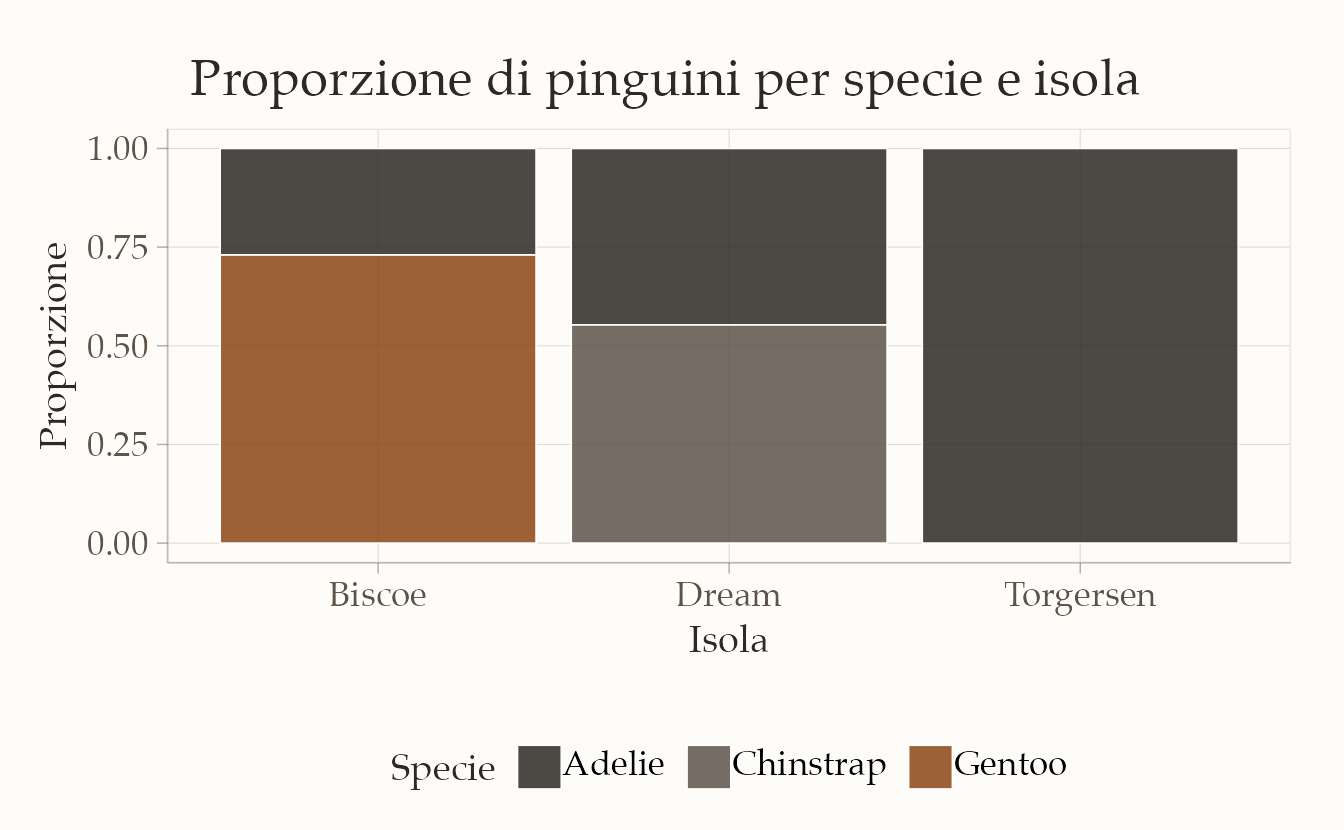 Proporzione di pinguini per specie e isola
Proporzione
1.00
0.75
0.50
0.25
0.00
Biscoe Dream Torgersen
Isola
Specie Adelie Chinstrap Gentoo